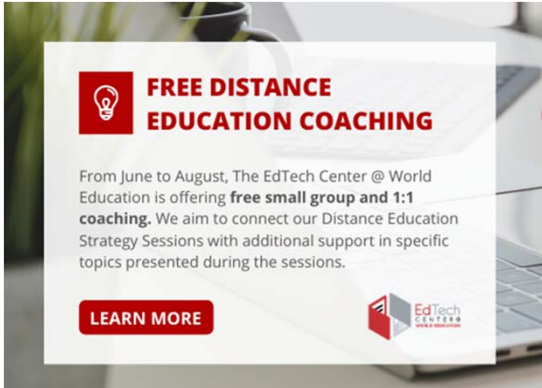 FREE DISTANCE
EDUCATION COACHING
From June to August, The EdTech Center @ World
Education is offering free small group and 1:1
coaching. We aim to connect our Distance Education
Strategy Sessions with additional support in specific
topics presented during the sessions.
LEARN MORE
EdTech
CENTER@
WORLD EDUCATION